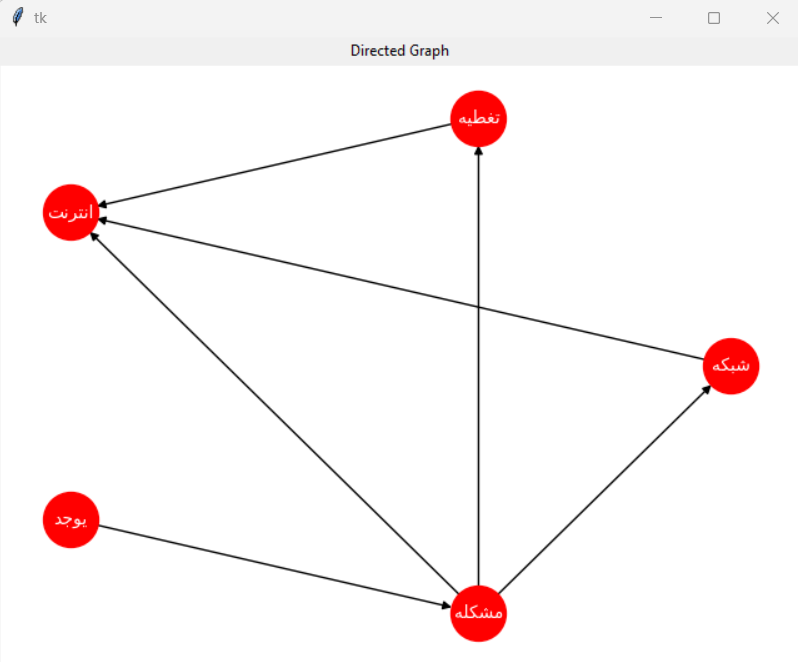 tk
Directed Graph
تغطيه
انترنت
شبكه
يوجد
مشكله